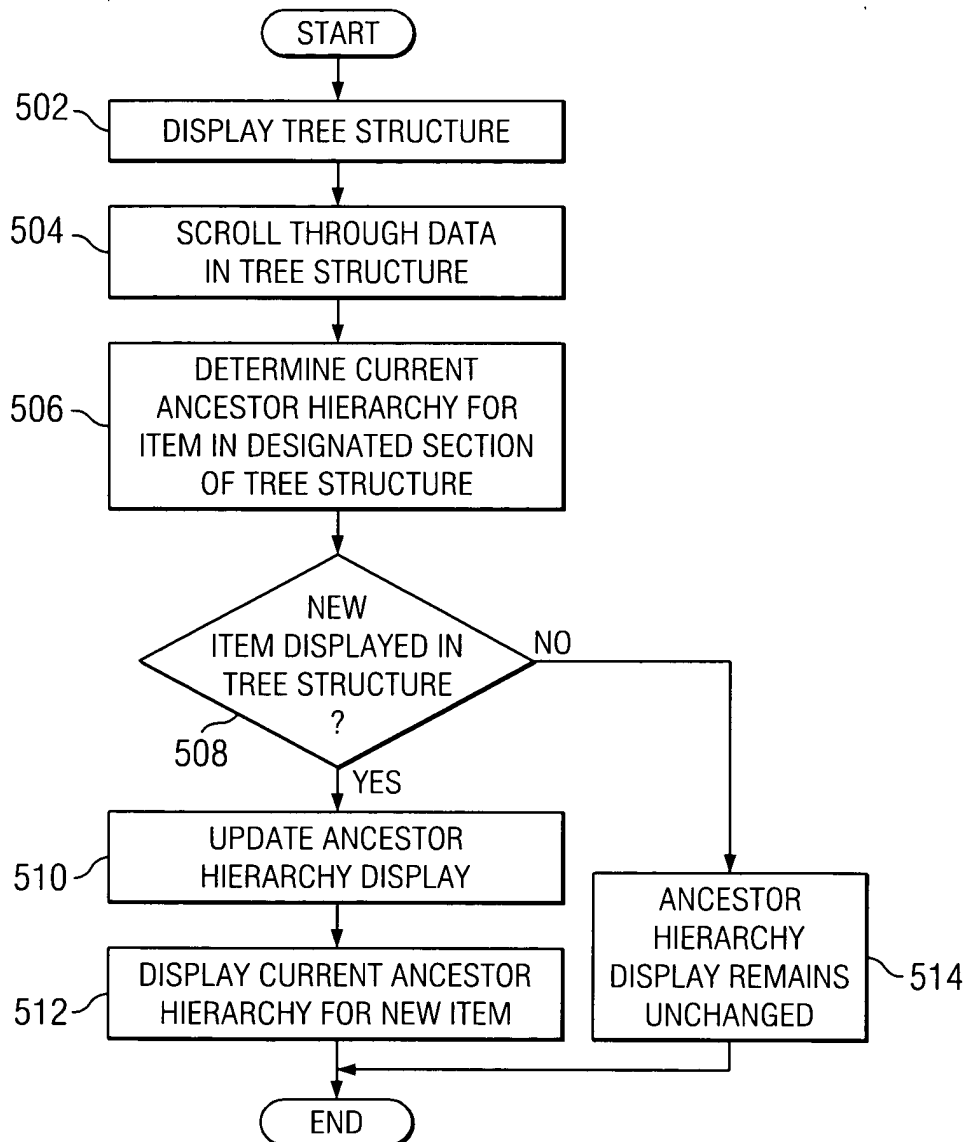 START
502
DISPLAY TREE STRUCTURE
504
SCROLL THROUGH DATA
IN TREE STRUCTURE
506
DETERMINE CURRENT
ANCESTOR HIERARCHY FOR
ITEM IN DESIGNATED SECTION
OF TREE STRUCTURE
NEW
ITEM DISPLAYED IN
TREE STRUCTURE
?
NO
508
YES
510
UPDATE ANCESTOR
HIERARCHY DISPLAY
ANCESTOR
HIERARCHY
DISPLAY REMAINS
UNCHANGED
514
512
DISPLAY CURRENT ANCESTOR
HIERARCHY FOR NEW ITEM
END